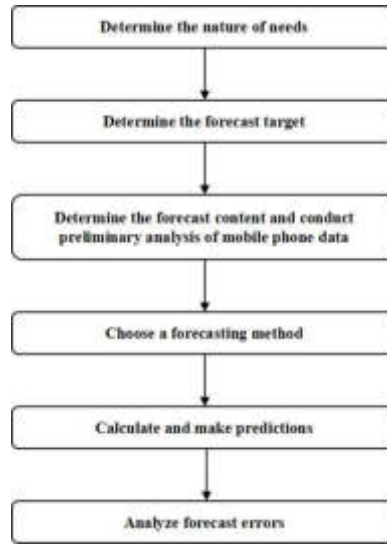 Determine the nature of needs
Determine the forecast target
Determine the forecast content and conduct
preliminary analysis of mobile phone data
Choose a forecasting method
Calculate and make predictions
Analyze forecast errors